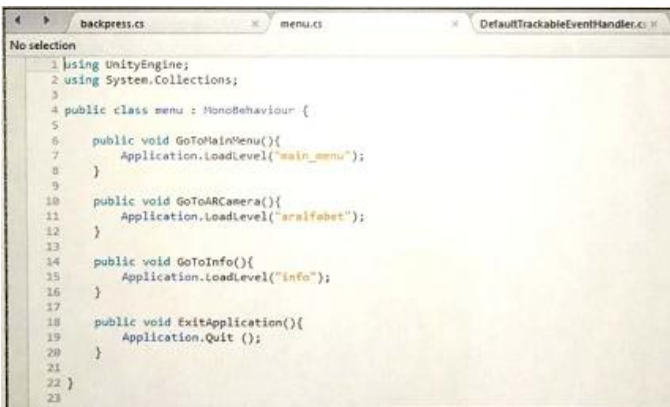 backpress.cs × menu.cs × DefaultTrackableEventHandler.cs ×
No selection
1 using UnityEngine;
2 using System.Collections;
3
4 public class menu : MonoBehaviour {
5
6 public void GoToMainMenu(){
7 Application.LoadLevel("main_menu");
8 }
9
10 public void GoToARCamera(){
11 Application.LoadLevel("aralfabet");
12 }
13
14 public void GoToInfo(){
15 Application.LoadLevel("info");
16 }
17
18 public void ExitApplication(){
19 Application.Quit ();
20 }
21
22 }
23